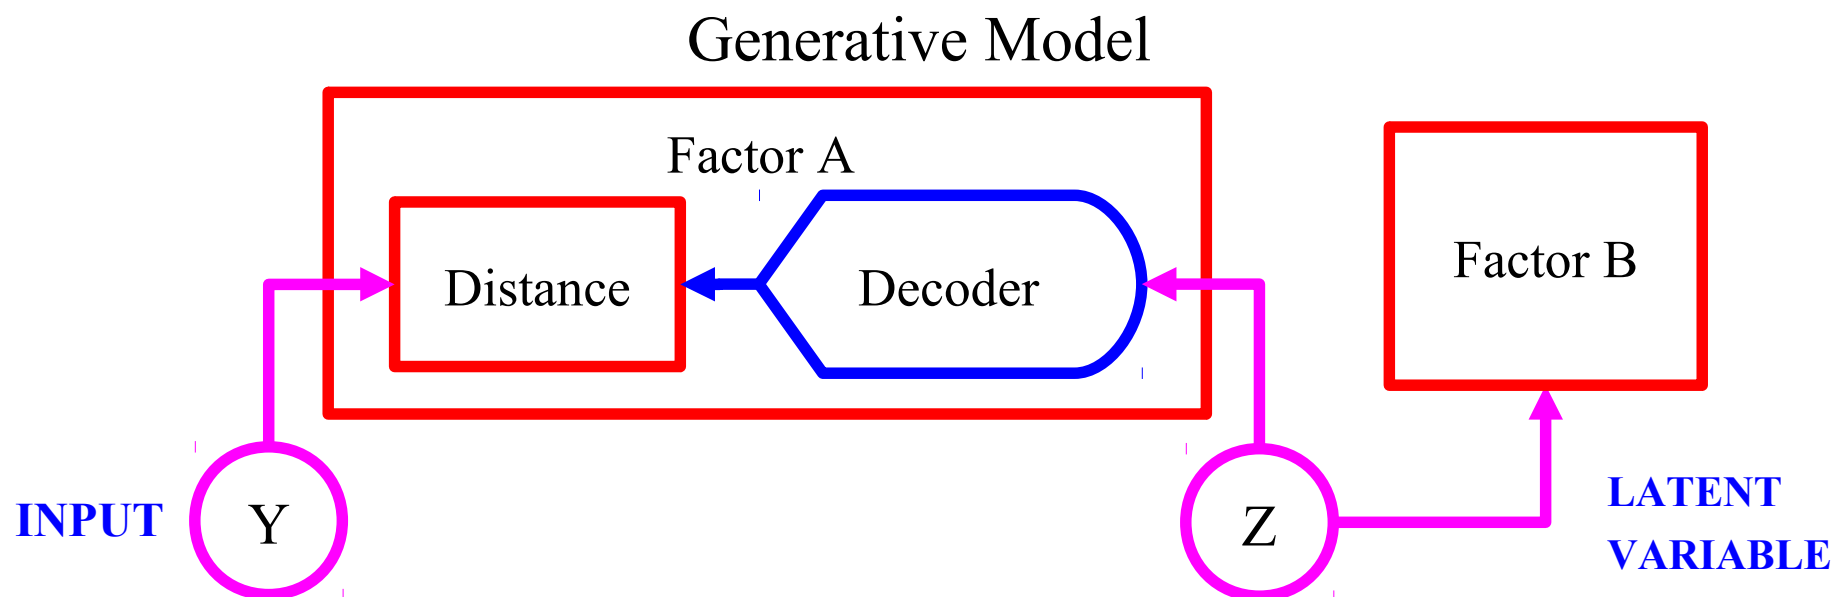 Generative Model
Factor A
Distance
Decoder
Factor B
INPUT
Y
Z
LATENT
VARIABLE